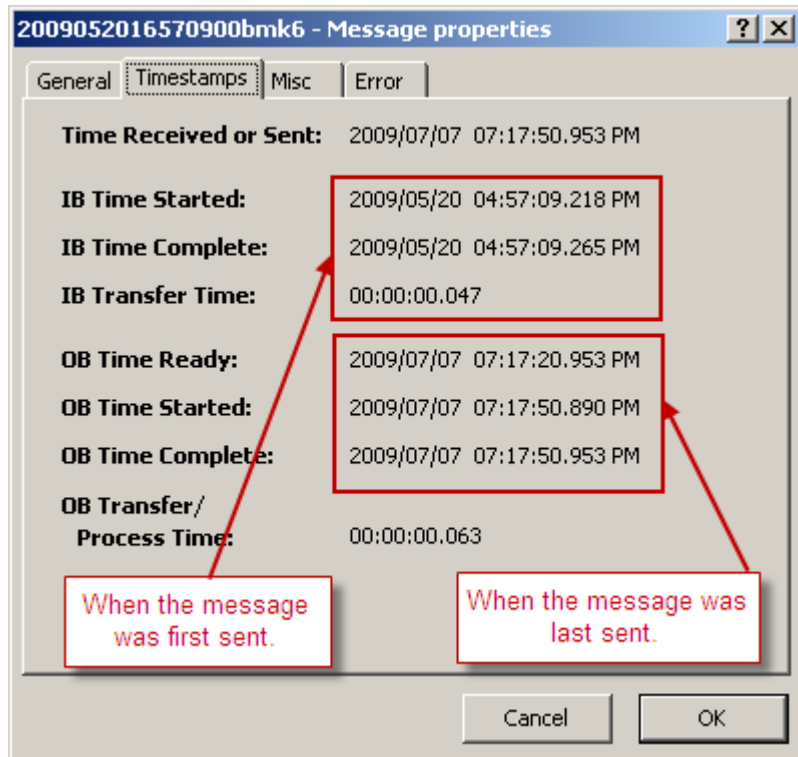 2009052016570900bmk6 - Message properties
General Timestamps Misc Error
Time Received or Sent: 2009/07/07 07:17:50.953 PM
IB Time Started: 2009/05/20 04:57:09.218 PM
IB Time Complete: 2009/05/20 04:57:09.265 PM
IB Transfer Time: 00:00:00.047
OB Time Ready: 2009/07/07 07:17:20.953 PM
OB Time Started: 2009/07/07 07:17:50.890 PM
OB Time Complete: 2009/07/07 07:17:50.953 PM
OB Transfer/
Process Time: 00:00:00.063
When the message
was first sent.
When the message was
last sent.
Cancel OK